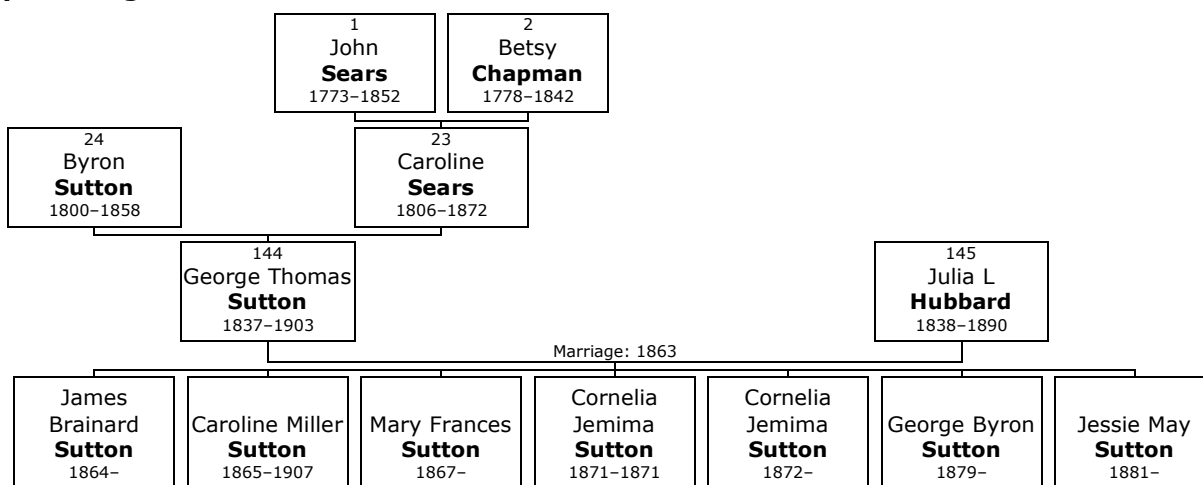 1
John
Sears
1773–1852
2
Betsy
Chapman
1778–1842
24
Byron
Sutton
1800–1858
23
Caroline
Sears
1806–1872
144
George Thomas
Sutton
1837–1903
145
Julia L
Hubbard
1838–1890
Marriage: 1863
James
Brainard
Sutton
1864–
Caroline Miller
Sutton
1865–1907
Mary Frances
Sutton
1867–
Cornelia
Jemima
Sutton
1871–1871
Cornelia
Jemima
Sutton
1872–
George Byron
Sutton
1879–
Jessie May
Sutton
1881–